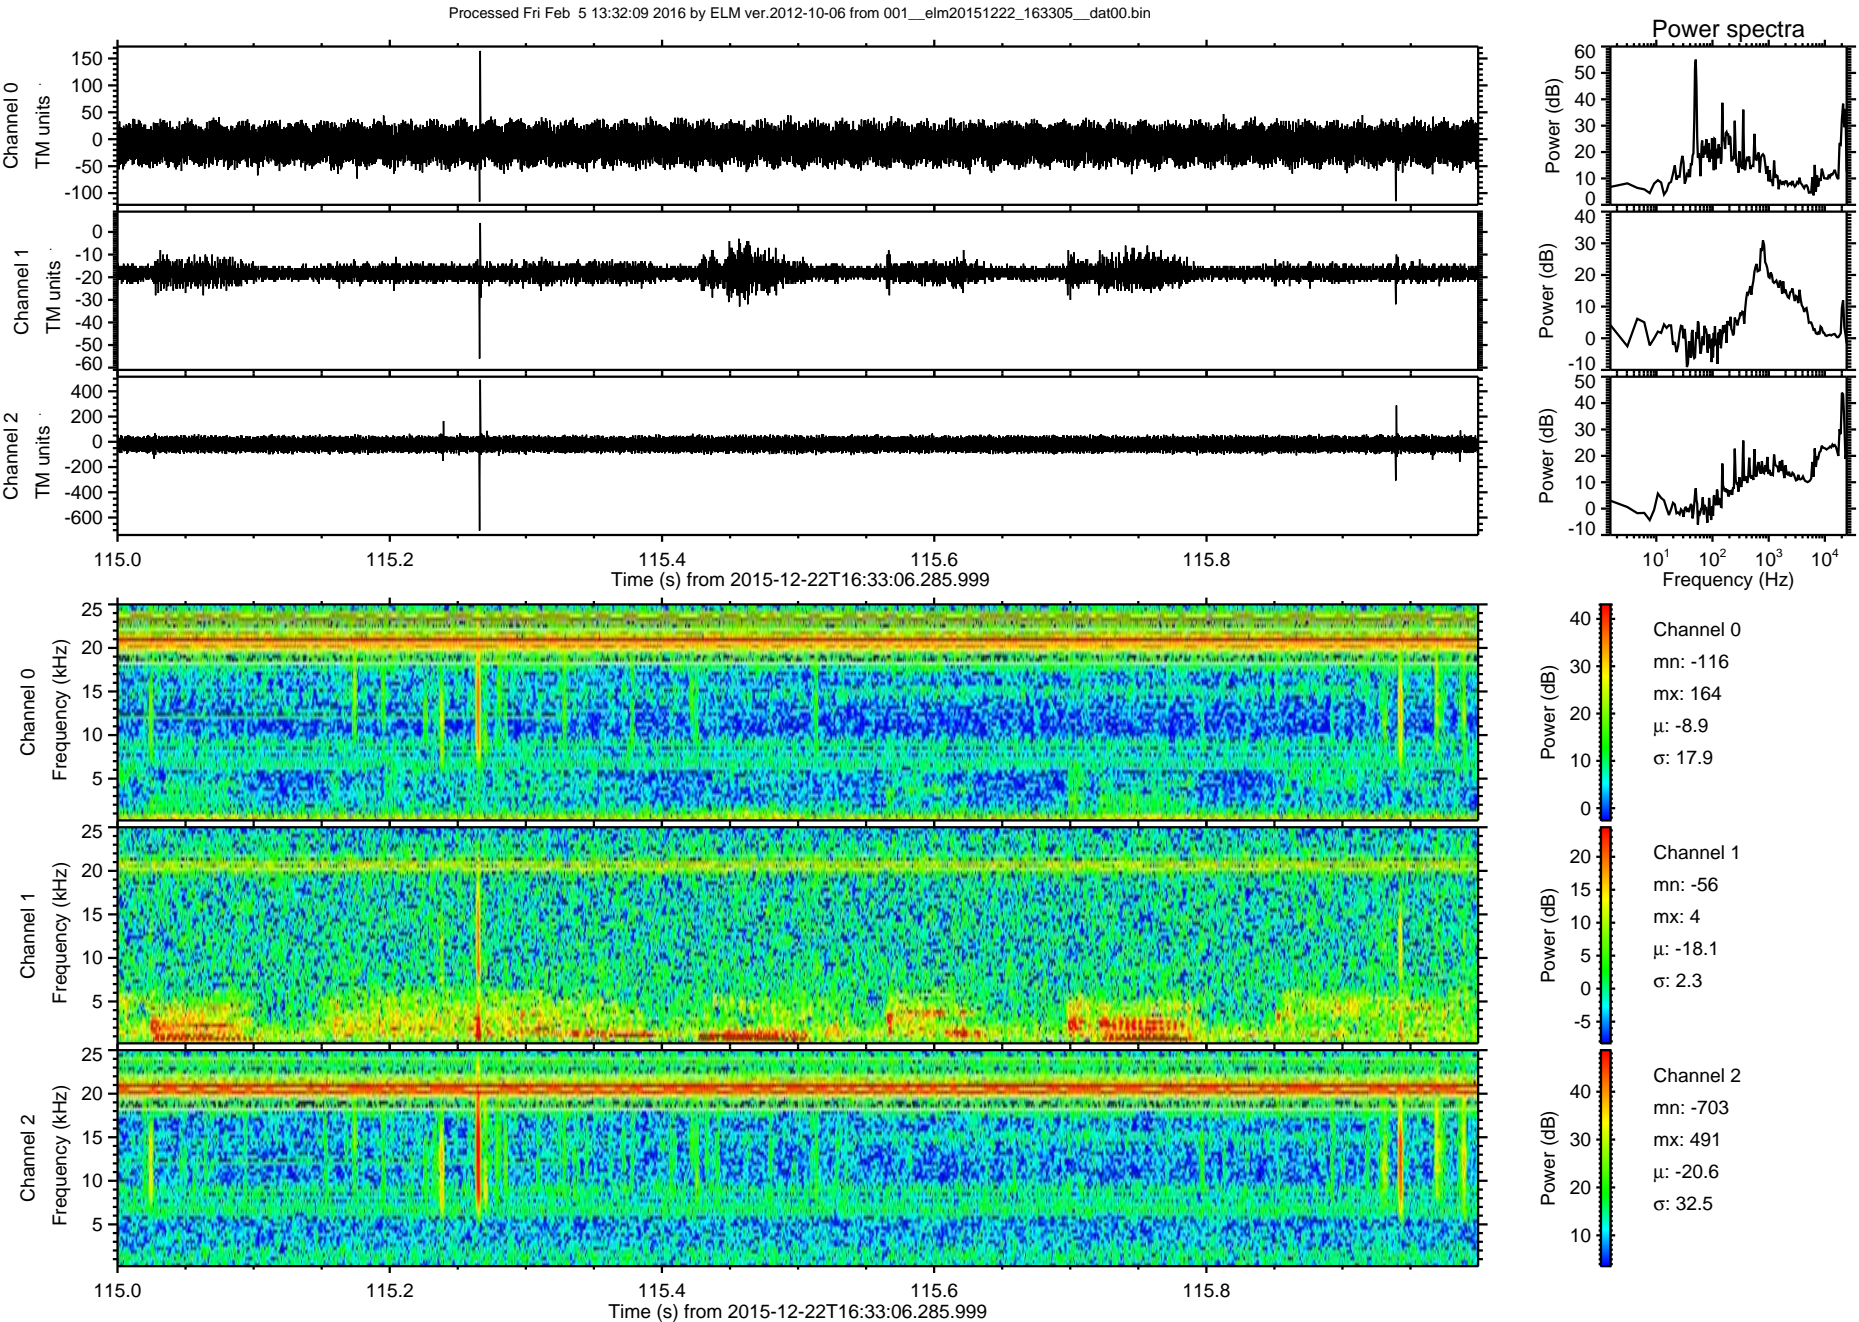 Processed Fri Feb 5 13:32:09 2016 by ELM ver.2012-10-06 from 001__elm20151222_163305__dat00.bin
Power spectra
Channel 0
TM units
150
100
50
0
-50
-100
Power (dB)
60
50
40
30
20
10
0
Channel 1
TM units
0
-10
-20
-30
-40
-50
-60
Power (dB)
40
30
20
10
0
-10
Channel 2
TM units
400
200
0
-200
-400
-600
Power (dB)
50
40
30
20
10
0
-10
115.0 115.2 115.4 115.6 115.8
Time (s) from 2015-12-22T16:33:06.285.999
10¹ 10² 10³ 10⁴
Frequency (Hz)
Channel 0
Frequency (kHz)
25
20
15
10
5
Power (dB)
40
30
20
10
0
Channel 0
mn: -116
mx: 164
μ: -8.9
σ: 17.9
Channel 1
Frequency (kHz)
25
20
15
10
5
Power (dB)
20
15
10
5
0
-5
Channel 1
mn: -56
mx: 4
μ: -18.1
σ: 2.3
Channel 2
Frequency (kHz)
25
20
15
10
5
Power (dB)
40
30
20
10
Channel 2
mn: -703
mx: 491
μ: -20.6
σ: 32.5
115.0 115.2 115.4 115.6 115.8
Time (s) from 2015-12-22T16:33:06.285.999